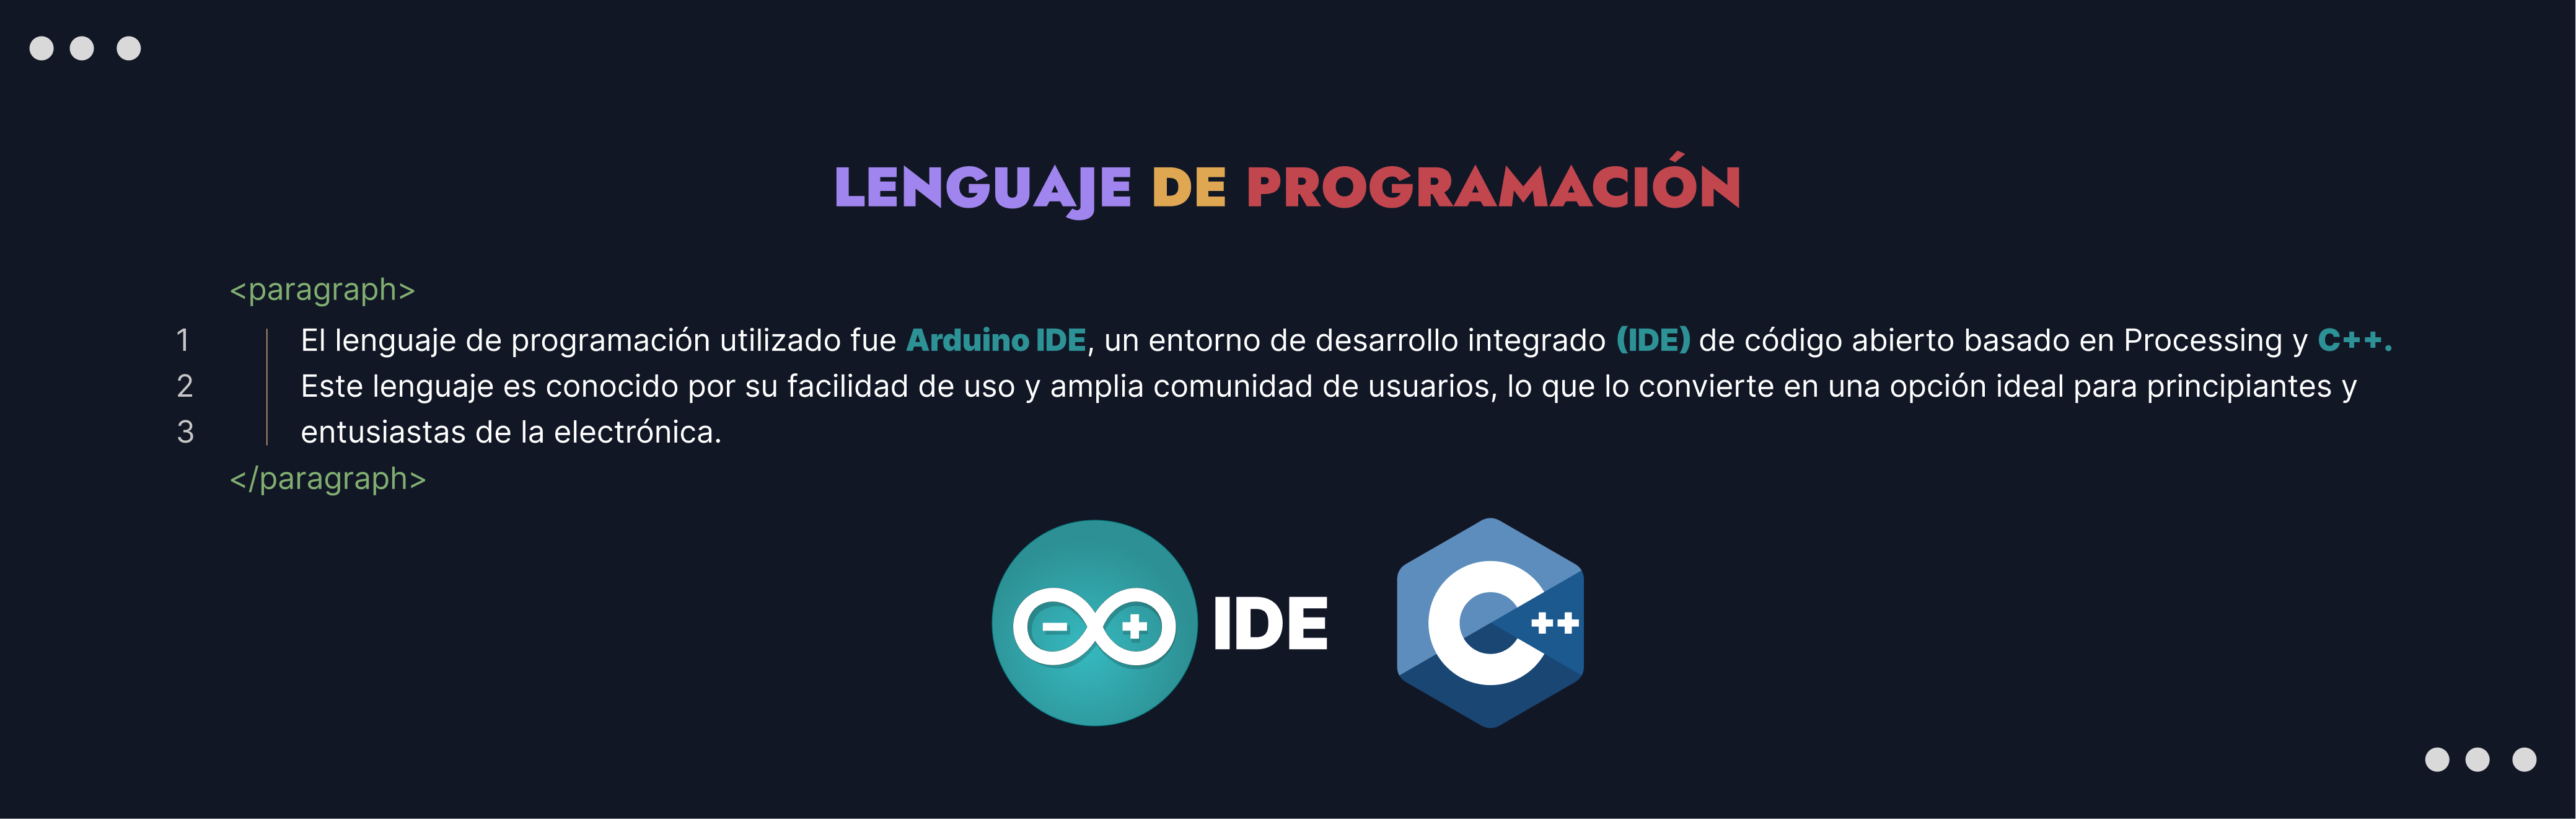 LENGUAJE DE PROGRAMACIÓN
<paragraph>
1 El lenguaje de programación utilizado fue Arduino IDE, un entorno de desarrollo integrado (IDE) de código abierto basado en Processing y C++.
2 Este lenguaje es conocido por su facilidad de uso y amplia comunidad de usuarios, lo que lo convierte en una opción ideal para principiantes y
3 entusiastas de la electrónica.
</paragraph>
- + IDE C++